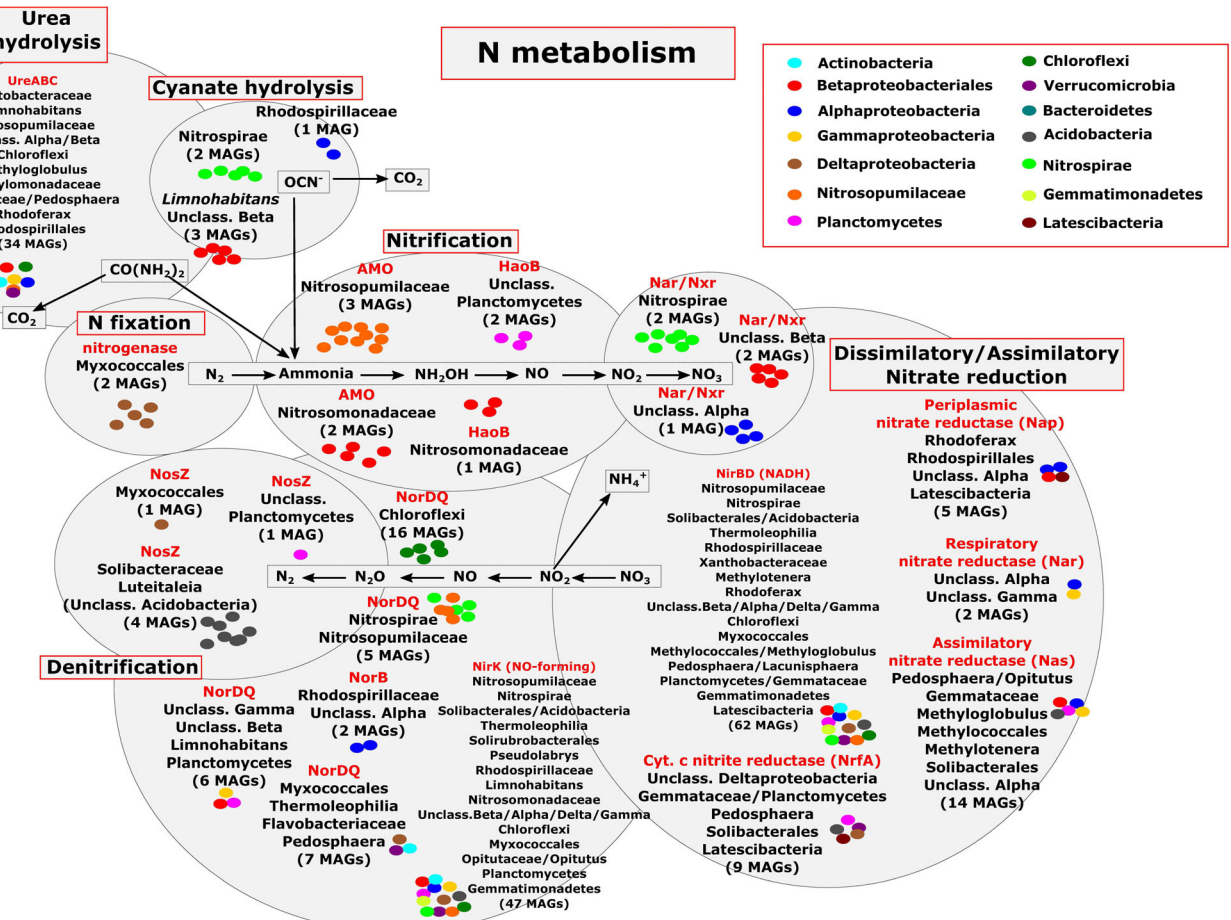 Urea
hydrolysis
UreABC
Chloroflexi
ass. Alpha/Beta
(34 MAGs)
CO₂
CO(NH₂)₂
N metabolism
Actinobacteria
Betaproteobacteriales
Alphaproteobacteria
Gammaproteobacteria
Deltaproteobacteria
Nitrosopumilaceae
Planctomycetes
Chloroflexi
Verrucomicrobia
Bacteroidetes
Acidobacteria
Nitrospirae
Gemmatimonadetes
Latescibacteria
Cyanate hydrolysis
Rhodospirillaceae
(1 MAG)
Nitrospirae
(2 MAGs)
OCN⁻
CO₂
Limnohabitans
Unclass. Beta
(3 MAGs)
N fixation
nitrogenase
Myxococcales
(2 MAGs)
Nitrification
AMO
Nitrosopumilaceae
(3 MAGs)
HaoB
Unclass.
Planctomycetes
(2 MAGs)
Nar/Nxr
Nitrospirae
(2 MAGs)
Nar/Nxr
Unclass. Beta
(2 MAGs)
N₂
Ammonia
NH₂OH
NO
NO₂
NO₃
AMO
Nitrosomonadaceae
(2 MAGs)
HaoB
Nitrosomonadaceae
(1 MAG)
Nar/Nxr
Unclass. Alpha
(1 MAG)
Dissimilatory/Assimilatory
Nitrate reduction
Periplasmic
nitrate reductase (Nap)
Rhodoferax
Rhodospirillales
Unclass. Alpha
Latescibacteria
(5 MAGs)
Respiratory
nitrate reductase (Nar)
Unclass. Alpha
Unclass. Gamma
(2 MAGs)
Assimilatory
nitrate reductase (Nas)
Pedosphaera/Opitutus
Gemmataceae
Methyloglobulus
Methylococcales
Methylotenera
Solibacterales
Unclass. Alpha
(14 MAGs)
NH₄⁺
NirBD (NADH)
Nitrosopumilaceae
Nitrospirae
Solibacterales/Acidobacteria
Thermoleophilia
Rhodospirillaceae
Xanthobacteraceae
Methylotenera
Rhodoferax
Unclass.Beta/Alpha/Delta/Gamma
Chloroflexi
Myxococcales
Methylococcales/Methyloglobus
Pedosphaera/Lacunisphaera
Planctomycetes/Gemmataceae
Gemmatimonadetes
Latescibacteria
(62 MAGs)
Cyt. c nitrite reductase (NrfA)
Unclass. Deltaproteobacteria
Gemmataceae/Planctomycetes
Pedosphaera
Solibacterales
Latescibacteria
(9 MAGs)
NosZ
Myxococcales
(1 MAG)
NosZ
Unclass.
Planctomycetes
(1 MAG)
NorDQ
Chloroflexi
(16 MAGs)
NosZ
Solibacteraceae
Luteitaleia
(Unclass. Acidobacteria)
(4 MAGs)
N₂
N₂O
NO
NO₂
NO₃
NorDQ
Nitrospirae
Nitrosopumilaceae
(5 MAGs)
Denitrification
NorDQ
Unclass. Gamma
Unclass. Beta
Limnohabitans
Planctomycetes
(6 MAGs)
NorB
Rhodospirillaceae
Unclass. Alpha
(2 MAGs)
NorDQ
Myxococcales
Thermoleophilia
Flavobacteriaceae
Pedosphaera
(7 MAGs)
NirK (NO-forming)
Nitrosopumilaceae
Nitrospirae
Solibacterales/Acidobacteria
Thermoleophilia
Solirubrobacterales
Pseudolabrys
Rhodospirillaceae
Limnohabitans
Nitrosomonadaceae
Unclass.Beta/Alpha/Delta/Gamma
Chloroflexi
Myxococcales
Opitutaceae/Opitutus
Planctomycetes
Gemmatimonadetes
(47 MAGs)